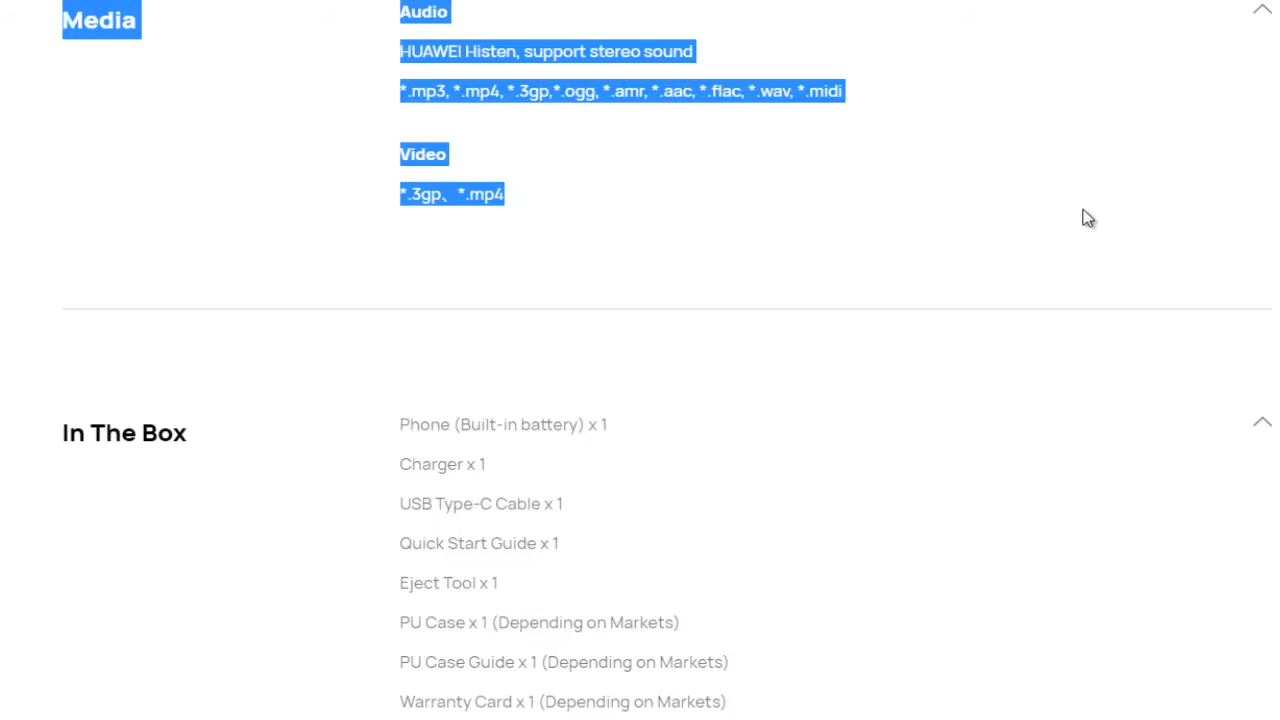 Media
Audio
HUAWEI Histen, support stereo sound
*.mp3, *.mp4, *.3gp,*.ogg, *.amr, *.aac, *.flac, *.wav, *.midi
Video
*.3gp、*.mp4
In The Box
Phone (Built-in battery) x 1
Charger x 1
USB Type-C Cable x 1
Quick Start Guide x 1
Eject Tool x 1
PU Case x 1 (Depending on Markets)
PU Case Guide x 1 (Depending on Markets)
Warranty Card x 1 (Depending on Markets)